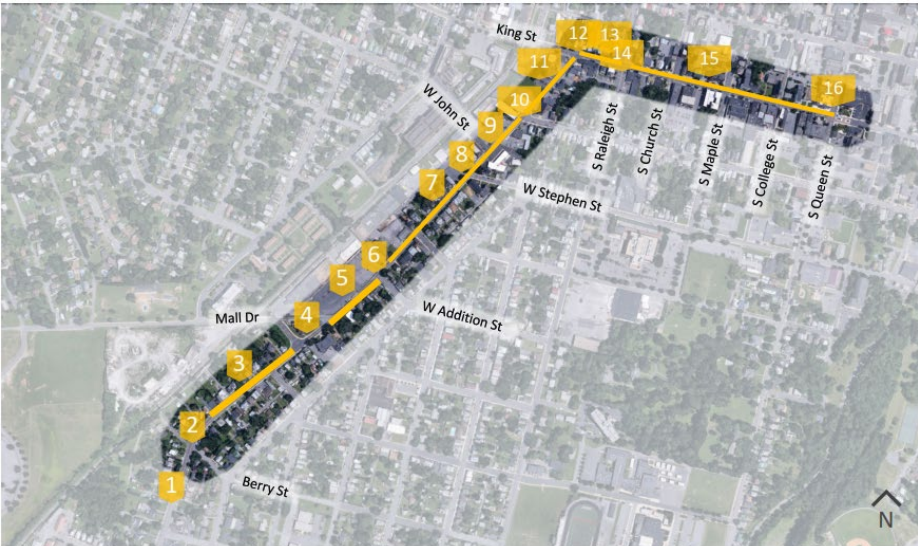 King St
12
13
14
11
15
16
W John St
10
9
8
7
S Raleigh St
S Church St
S Maple St
S College St
S Queen St
W Stephen St
6
5
4
Mall Dr
W Addition St
3
2
1
Berry St
N